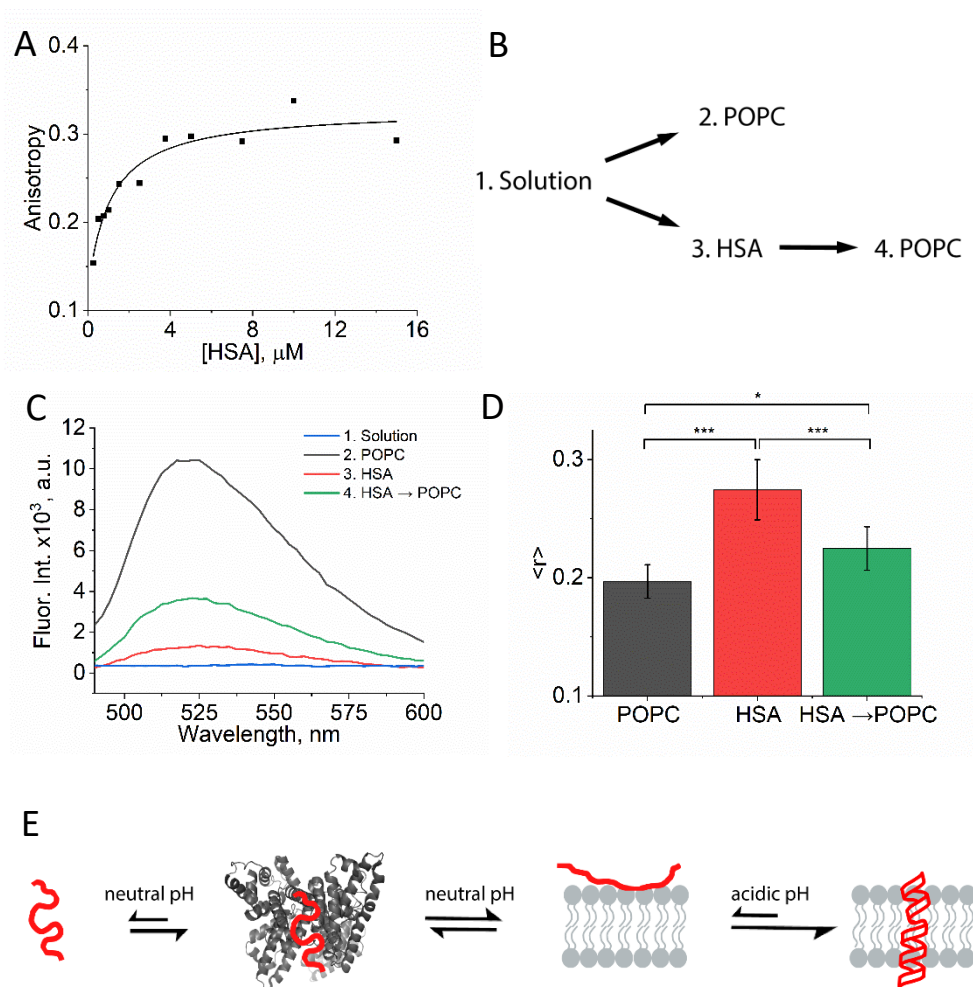 A
0.4
0.3
0.2
0.1
Anisotropy
0
4
8
12
16
[HSA], μM
B
1. Solution
2. POPC
3. HSA
4. POPC
C
12
10
8
6
4
2
0
Fluor. Int. x10³, a.u.
1. Solution
2. POPC
3. HSA
4. HSA → POPC
500
525
550
575
600
Wavelength, nm
D
*
***
***
0.3
0.2
0.1
<r>
POPC
HSA
HSA →POPC
E
neutral pH
neutral pH
acidic pH